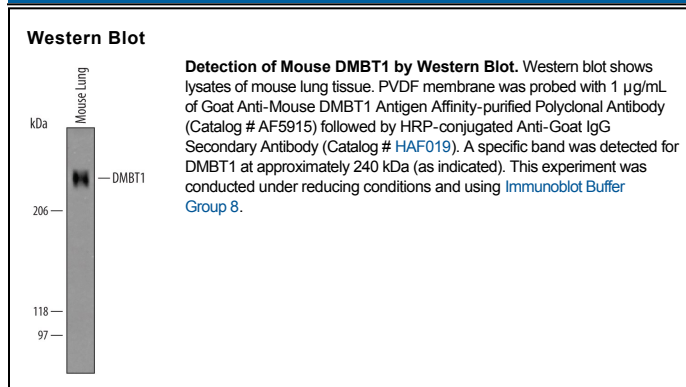 Western Blot
Mouse Lung
kDa
DMBT1
206
118
97
Detection of Mouse DMBT1 by Western Blot. Western blot shows
lysates of mouse lung tissue. PVDF membrane was probed with 1 µg/mL
of Goat Anti-Mouse DMBT1 Antigen Affinity-purified Polyclonal Antibody
(Catalog # AF5915) followed by HRP-conjugated Anti-Goat IgG
Secondary Antibody (Catalog # HAF019). A specific band was detected for
DMBT1 at approximately 240 kDa (as indicated). This experiment was
conducted under reducing conditions and using Immunoblot Buffer
Group 8.